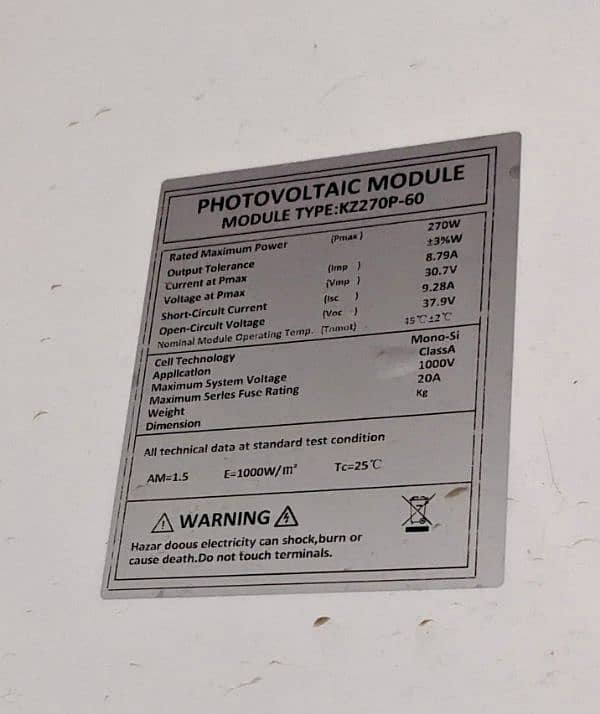 PHOTOVOLTAIC MODULE
MODULE TYPE:KZ270P-60
Rated Maximum Power (Pmax) 270W
Output Tolerance ±3%W
Current at Pmax (Imp) 8.79A
Voltage at Pmax (Vmp) 30.7V
Short-Circuit Current (Isc) 9.28A
Open-Circuit Voltage (Voc) 37.9V
Nominal Module Operating Temp. (Tnmot) 45℃±2℃
Cell Technology Mono-Si
Application ClassA
Maximum System Voltage 1000V
Maximum Series Fuse Rating 20A
Weight Kg
Dimension
All technical data at standard test condition
AM=1.5 E=1000W/m² Tc=25℃
WARNING
Hazar doous electricity can shock,burn or
cause death.Do not touch terminals.